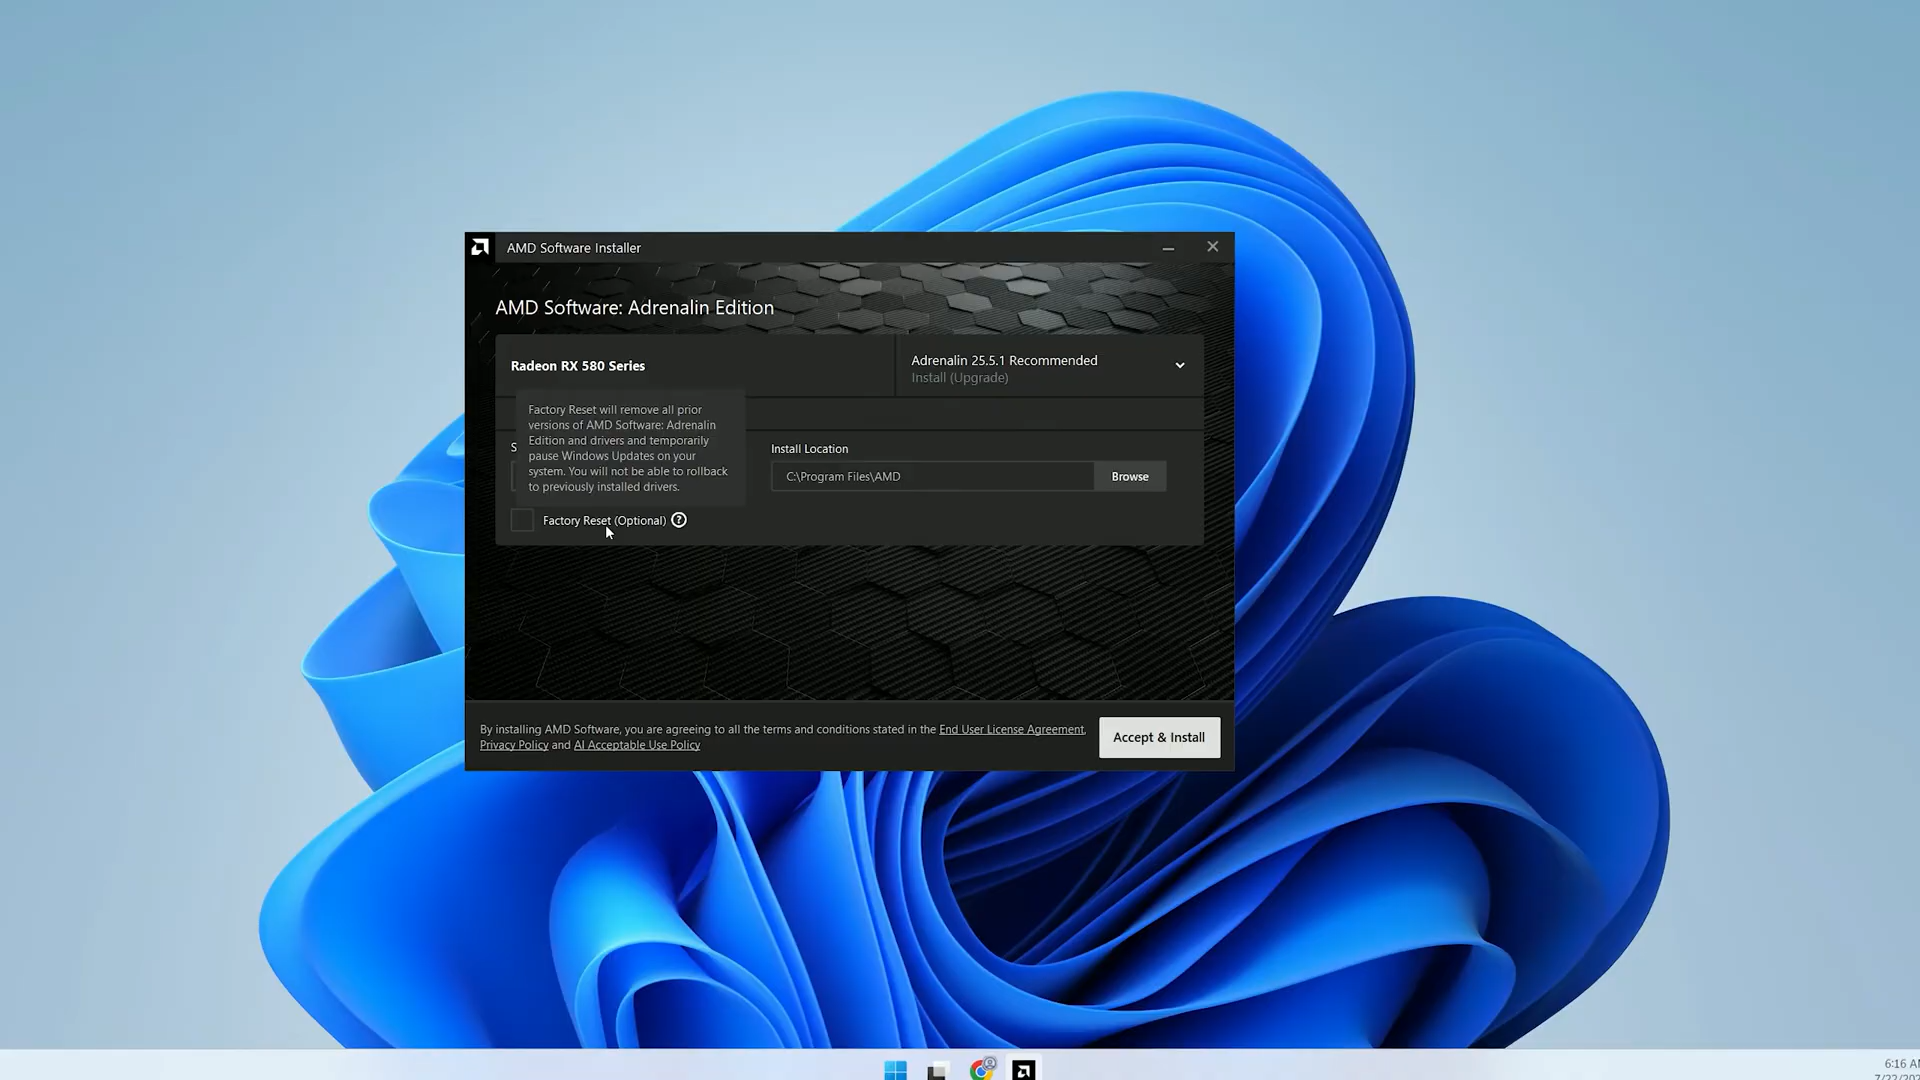 AMD Software Installer
AMD Software: Adrenalin Edition
Radeon RX 580 Series
Adrenalin 25.5.1 Recommended
Install (Upgrade)
Factory Reset will remove all prior
versions of AMD Software: Adrenalin
Edition and drivers and temporarily
pause Windows Updates on your
system. You will not be able to rollback
to previously installed drivers.
S
Install Location
C:\Program Files\AMD
Browse
Factory Reset (Optional) ?
By installing AMD Software, you are agreeing to all the terms and conditions stated in the End User License Agreement,
Privacy Policy and AI Acceptable Use Policy
Accept & Install
6:16